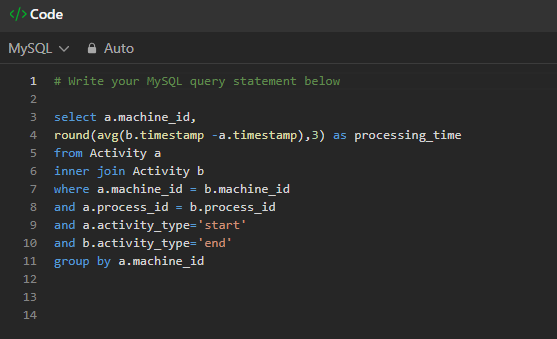 </> Code
MySQL Auto
1 # Write your MySQL query statement below
2
3 select a.machine_id,
4 round(avg(b.timestamp -a.timestamp),3) as processing_time
5 from Activity a
6 inner join Activity b
7 where a.machine_id = b.machine_id
8 and a.process_id = b.process_id
9 and a.activity_type='start'
10 and b.activity_type='end'
11 group by a.machine_id
12
13
14